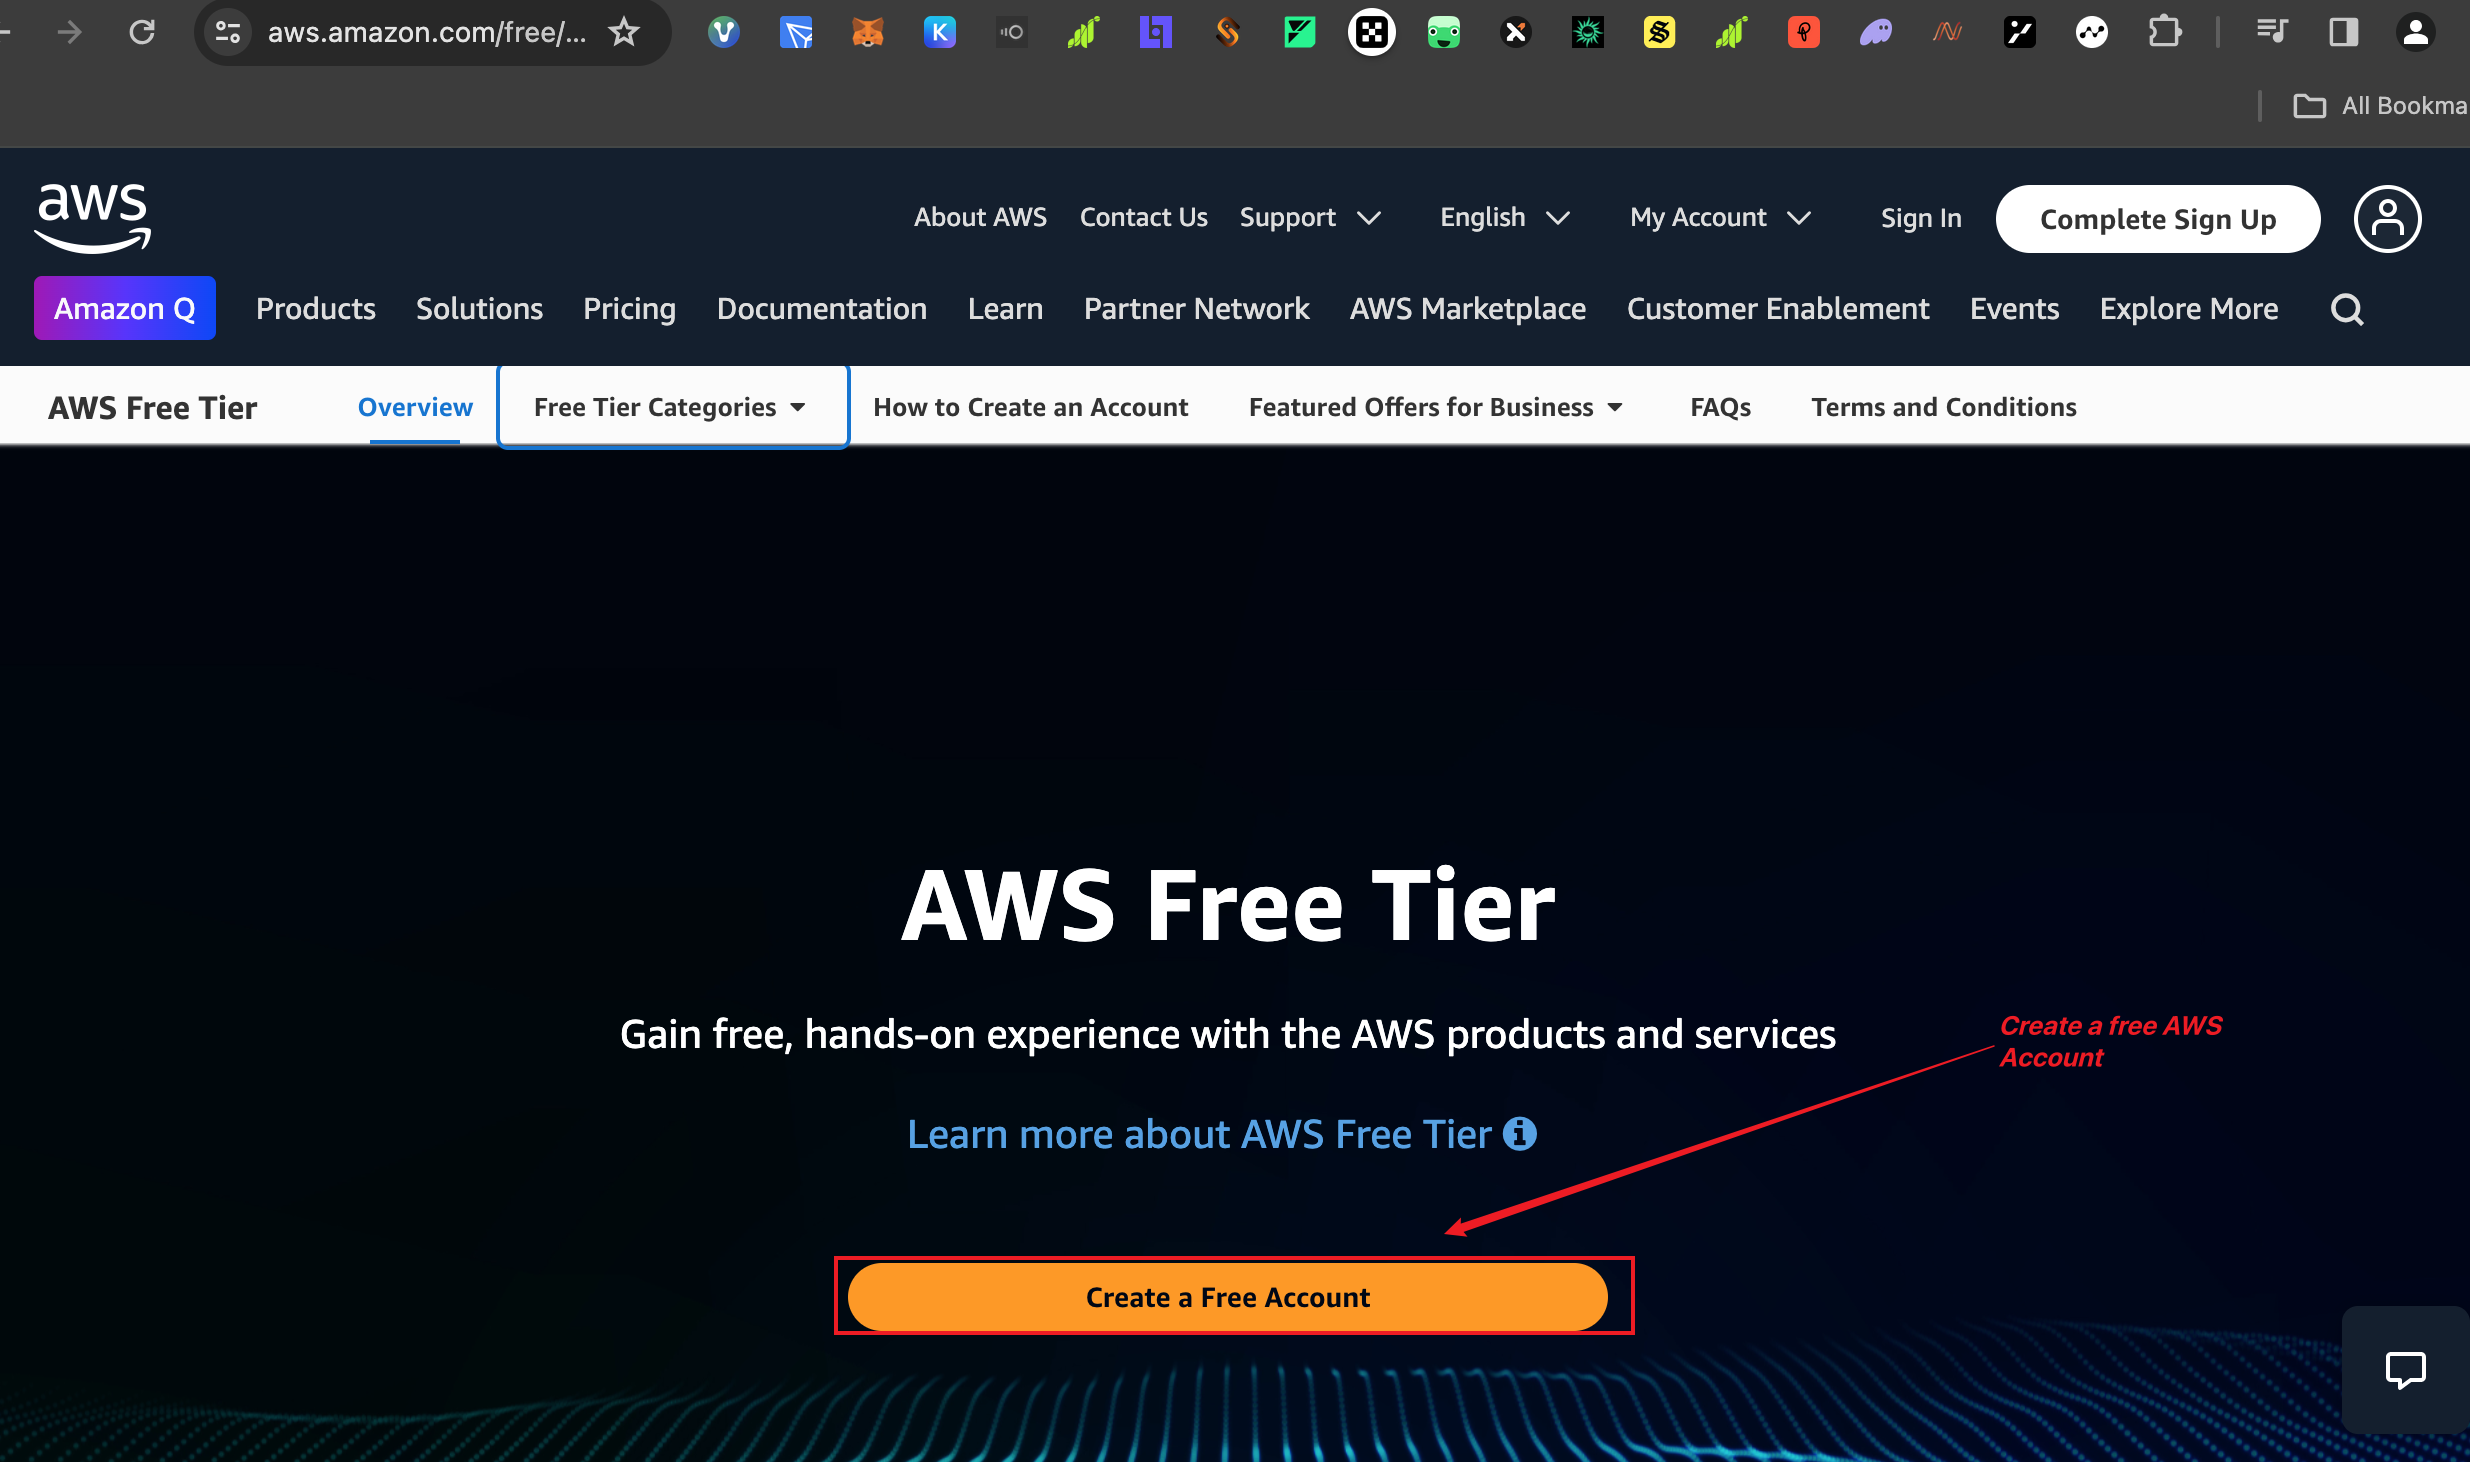 aws.amazon.com/free/...
All Bookma
aws
About AWS Contact Us Support English My Account Sign In Complete Sign Up
Amazon Q Products Solutions Pricing Documentation Learn Partner Network AWS Marketplace Customer Enablement Events Explore More
AWS Free Tier Overview Free Tier Categories How to Create an Account Featured Offers for Business FAQs Terms and Conditions
AWS Free Tier
Gain free, hands-on experience with the AWS products and services
Create a free AWS
Account
Learn more about AWS Free Tier
Create a Free Account